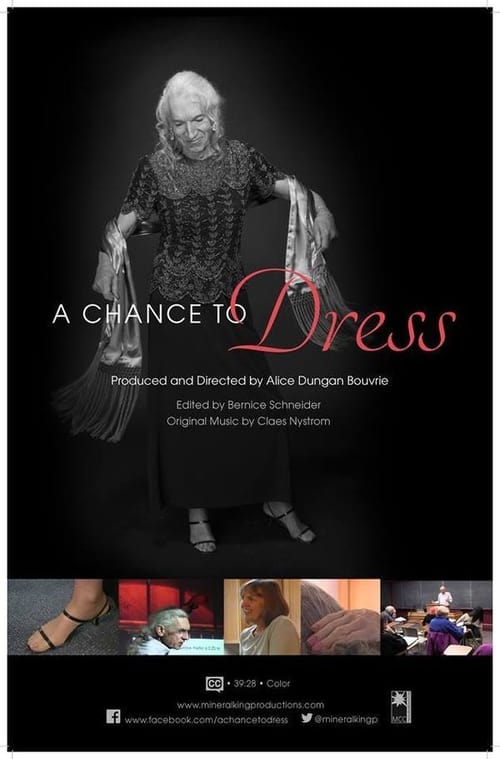 A CHANCE TO Dress
Produced and Directed by Alice Dungan Bouvrie
Edited by Bernice Schneider
Original Music by Claes Nystrom
CC • 39:28 • Color
www.mineralkingproductions.com
www.facebook.com/achancetodress @mineralkingp
MCC